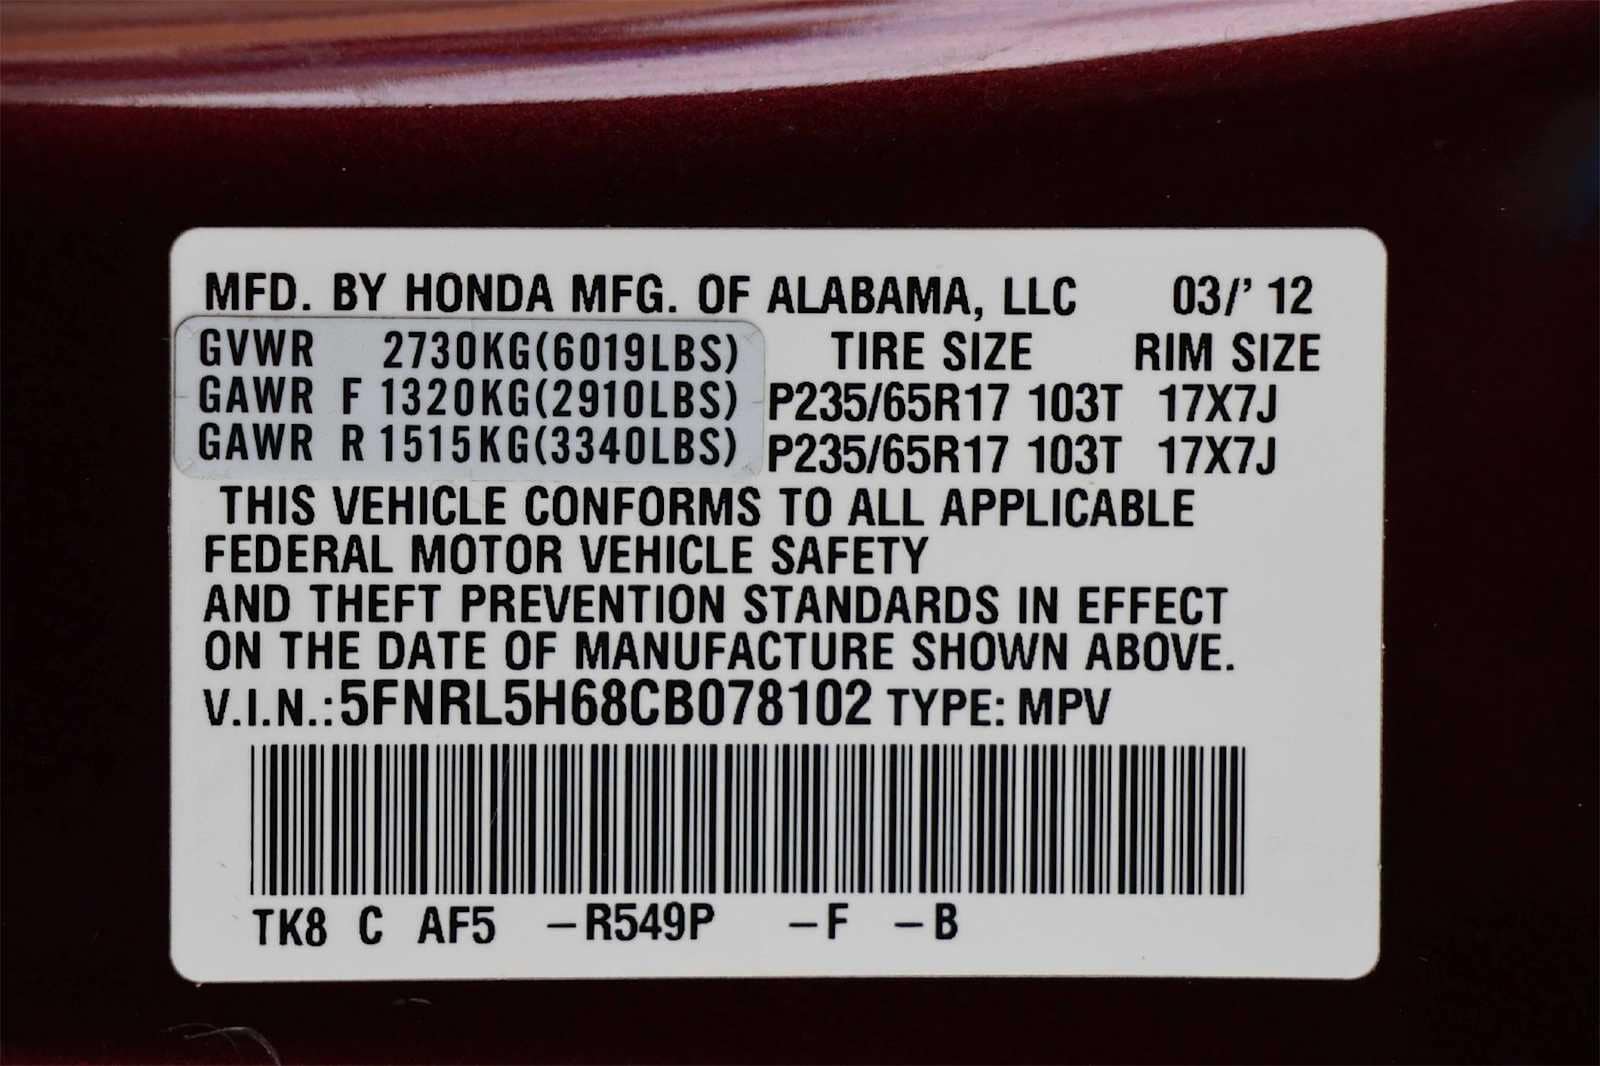 MFD. BY HONDA MFG. OF ALABAMA, LLC 03/' 12
GVWR 2730KG(6019LBS) TIRE SIZE RIM SIZE
GAWR F 1320KG(2910LBS) P235/65R17 103T 17X7J
GAWR R 1515KG(3340LBS) P235/65R17 103T 17X7J
THIS VEHICLE CONFORMS TO ALL APPLICABLE
FEDERAL MOTOR VEHICLE SAFETY
AND THEFT PREVENTION STANDARDS IN EFFECT
ON THE DATE OF MANUFACTURE SHOWN ABOVE.
V.I.N.:5FNRL5H68CB078102 TYPE: MPV
TK8 C AF5 –R549P –F –B